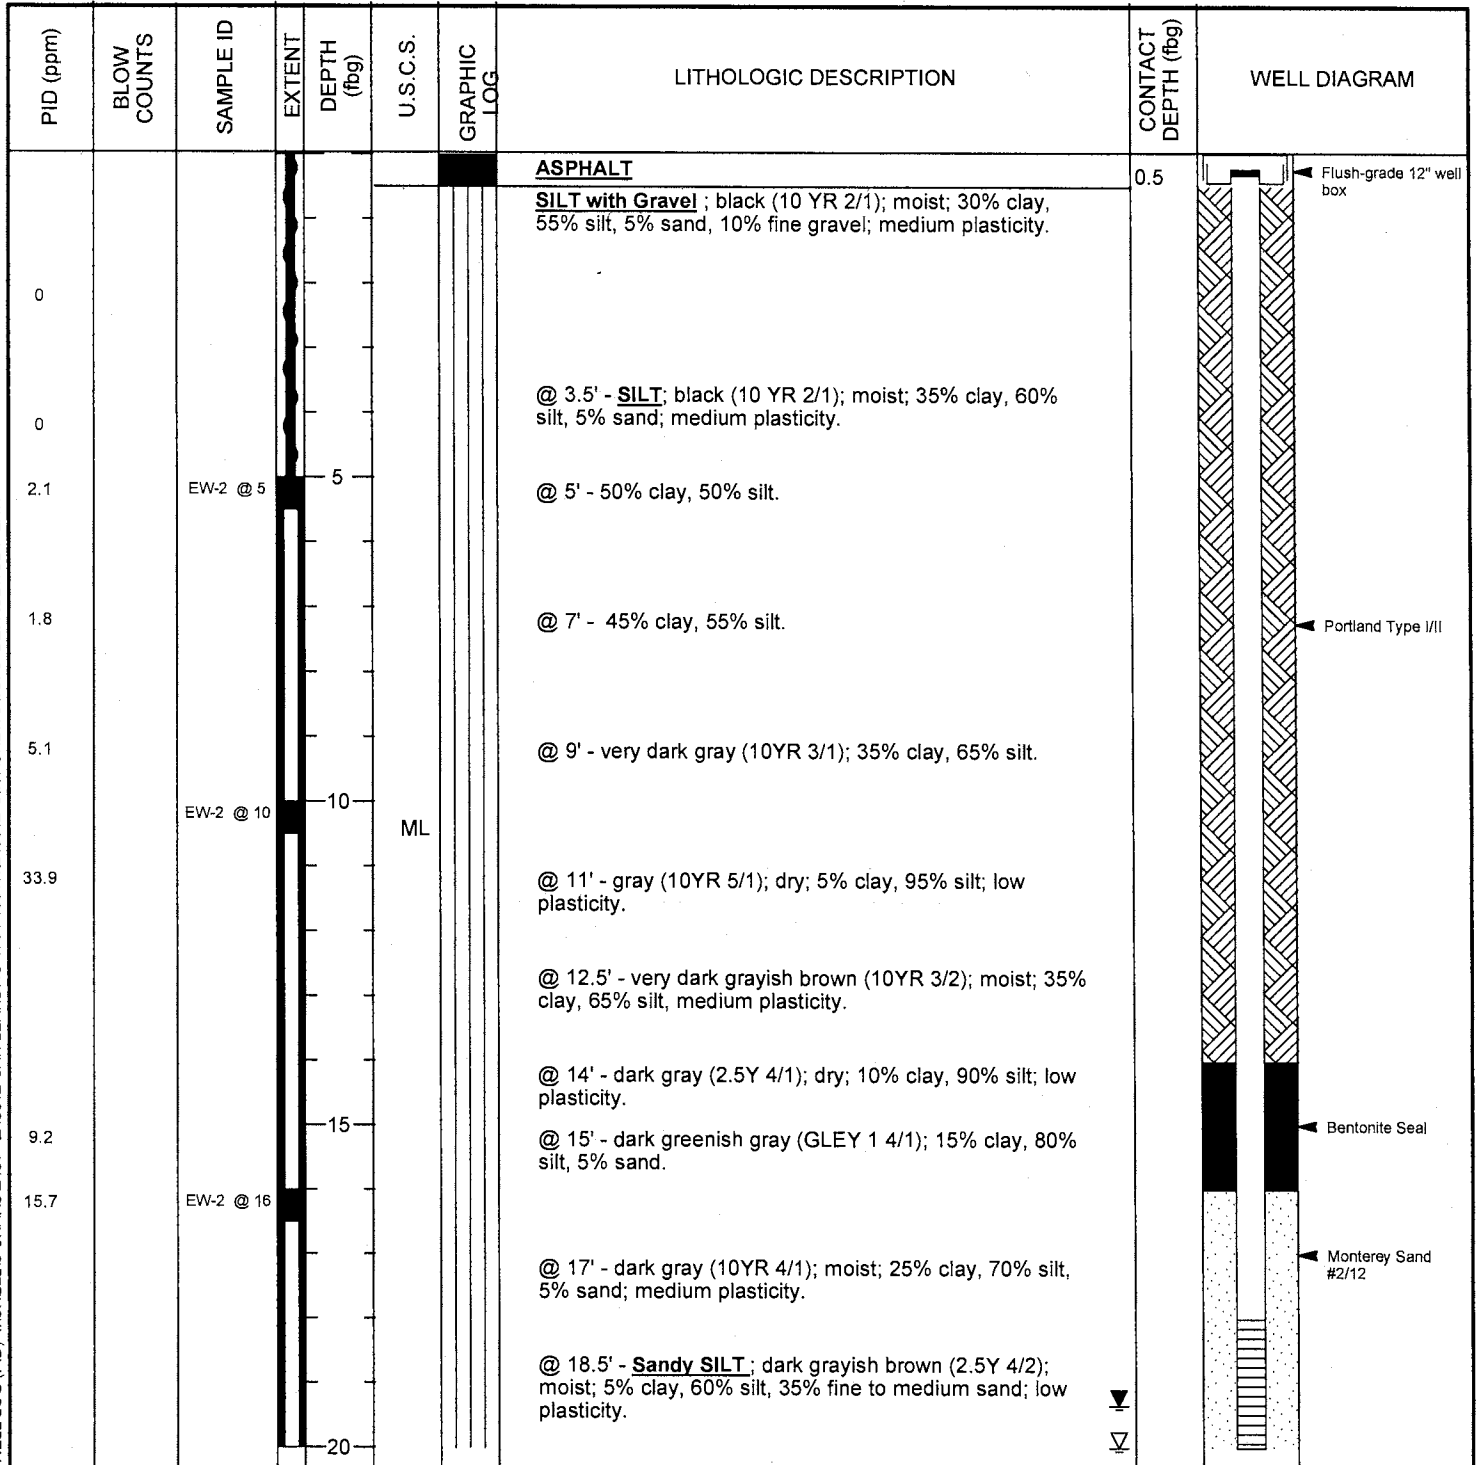 PID (ppm)
BLOW
COUNTS
SAMPLE ID
EXTENT
DEPTH
(fbg)
U.S.C.S.
GRAPHIC
LOG
LITHOLOGIC DESCRIPTION
CONTACT
DEPTH (fbg)
WELL DIAGRAM
ASPHALT
0.5
Flush-grade 12" well
box
SILT with Gravel ; black (10 YR 2/1); moist; 30% clay,
55% silt, 5% sand, 10% fine gravel; medium plasticity.
0
@ 3.5' - SILT; black (10 YR 2/1); moist; 35% clay, 60%
silt, 5% sand; medium plasticity.
0
5
2.1
EW-2 @ 5
@ 5' - 50% clay, 50% silt.
1.8
@ 7' - 45% clay, 55% silt.
Portland Type I/II
5.1
@ 9' - very dark gray (10YR 3/1); 35% clay, 65% silt.
10
EW-2 @ 10
ML
33.9
@ 11' - gray (10YR 5/1); dry; 5% clay, 95% silt; low
plasticity.
@ 12.5' - very dark grayish brown (10YR 3/2); moist; 35%
clay, 65% silt, medium plasticity.
@ 14' - dark gray (2.5Y 4/1); dry; 10% clay, 90% silt; low
plasticity.
15
9.2
@ 15' - dark greenish gray (GLEY 1 4/1); 15% clay, 80%
silt, 5% sand.
Bentonite Seal
15.7
EW-2 @ 16
@ 17' - dark gray (10YR 4/1); moist; 25% clay, 70% silt,
5% sand; medium plasticity.
Monterey Sand
#2/12
@ 18.5' - Sandy SILT ; dark grayish brown (2.5Y 4/2);
moist; 5% clay, 60% silt, 35% fine to medium sand; low
plasticity.
20